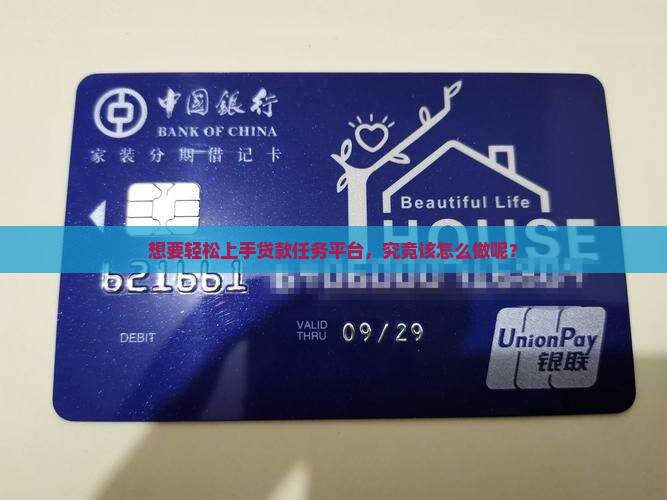 中国银行
BANK OF CHINA
家装分期借记卡
Beautiful Life
HOUSE
想要轻松上手贷款任务平台，究竟该怎么做呢？
621661
DEBIT
VALID
THRU
09/29
UnionPay
银联